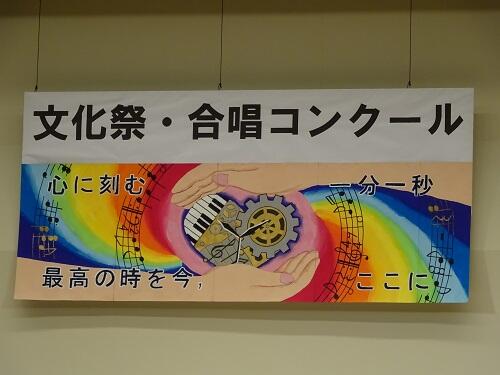 文化祭・合唱コンクール
心に刻む 一分一秒
最高の時を今, ここに